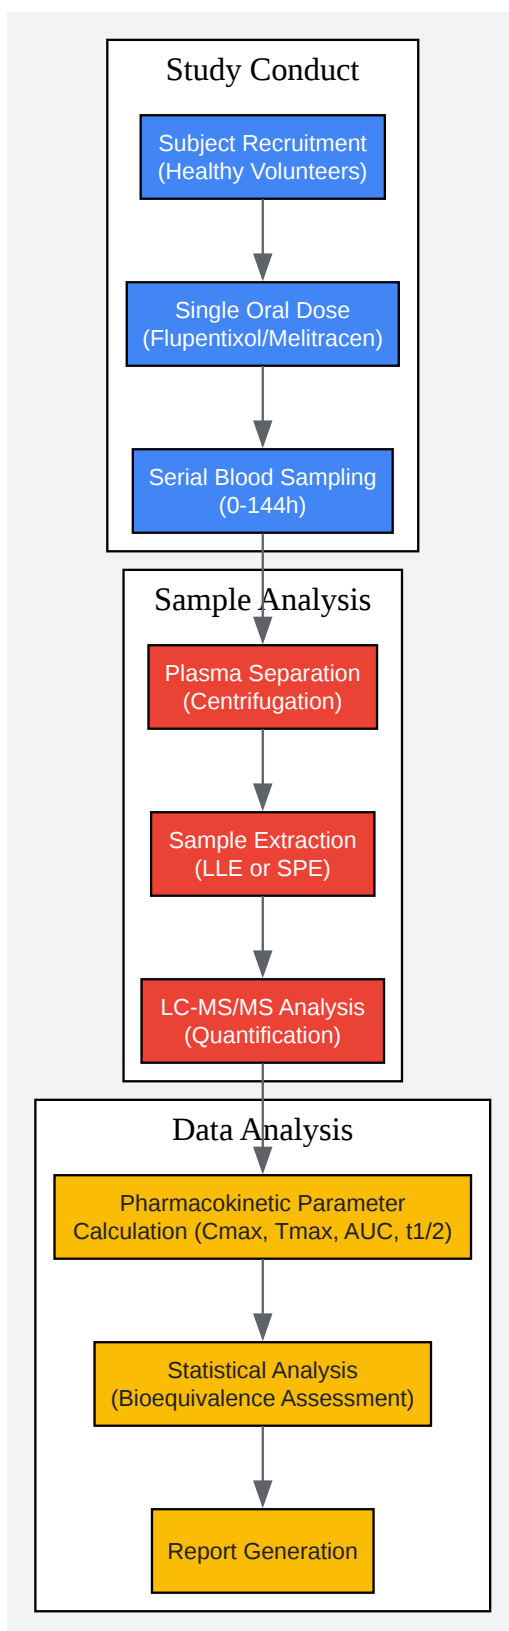 Study Conduct
Subject Recruitment
(Healthy Volunteers)
Single Oral Dose
(Flupentixol/Melitracen)
Serial Blood Sampling
(0-144h)
Sample Analysis
Plasma Separation
(Centrifugation)
Sample Extraction
(LLE or SPE)
LC-MS/MS Analysis
(Quantification)
Data Analysis
Pharmacokinetic Parameter
Calculation (Cmax, Tmax, AUC, t1/2)
Statistical Analysis
(Bioequivalence Assessment)
Report Generation